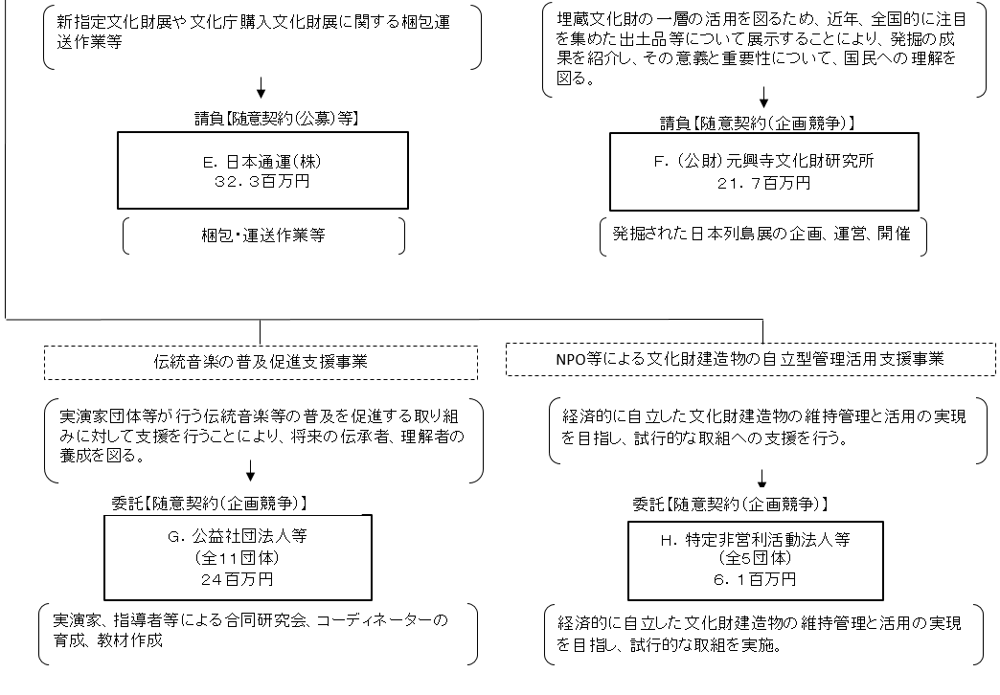 新指定文化財展や文化庁購入文化財展に関する梱包運
送作業等
請負【随意契約（公募）等】
E．日本通運（株）
３２．３百万円
梱包・運送作業等
埋蔵文化財の一層の活用を図るため、近年、全国的に注目
を集めた出土品等について展示することにより、発掘の成
果を紹介し、その意義と重要性について、国民への理解を
図る。
請負【随意契約（企画競争）】
F．（公財）元興寺文化財研究所
２１．７百万円
発掘された日本列島展の企画、運営、開催
伝統音楽の普及促進支援事業
実演家団体等が行う伝統音楽等の普及を促進する取り組
みに対して支援を行うことにより、将来の伝承者、理解者の
養成を図る。
委託【随意契約（企画競争）】
G．公益社団法人等
（全１１団体）
２４百万円
実演家、指導者等による合同研究会、コーディネーターの
育成、教材作成
NPO等による文化財建造物の自立型管理活用支援事業
経済的に自立した文化財建造物の維持管理と活用の実現
を目指し、試行的な取組への支援を行う。
委託【随意契約（企画競争）】
H．特定非営利活動法人等
（全５団体）
６．１百万円
経済的に自立した文化財建造物の維持管理と活用の実現
を目指し、試行的な取組を実施。